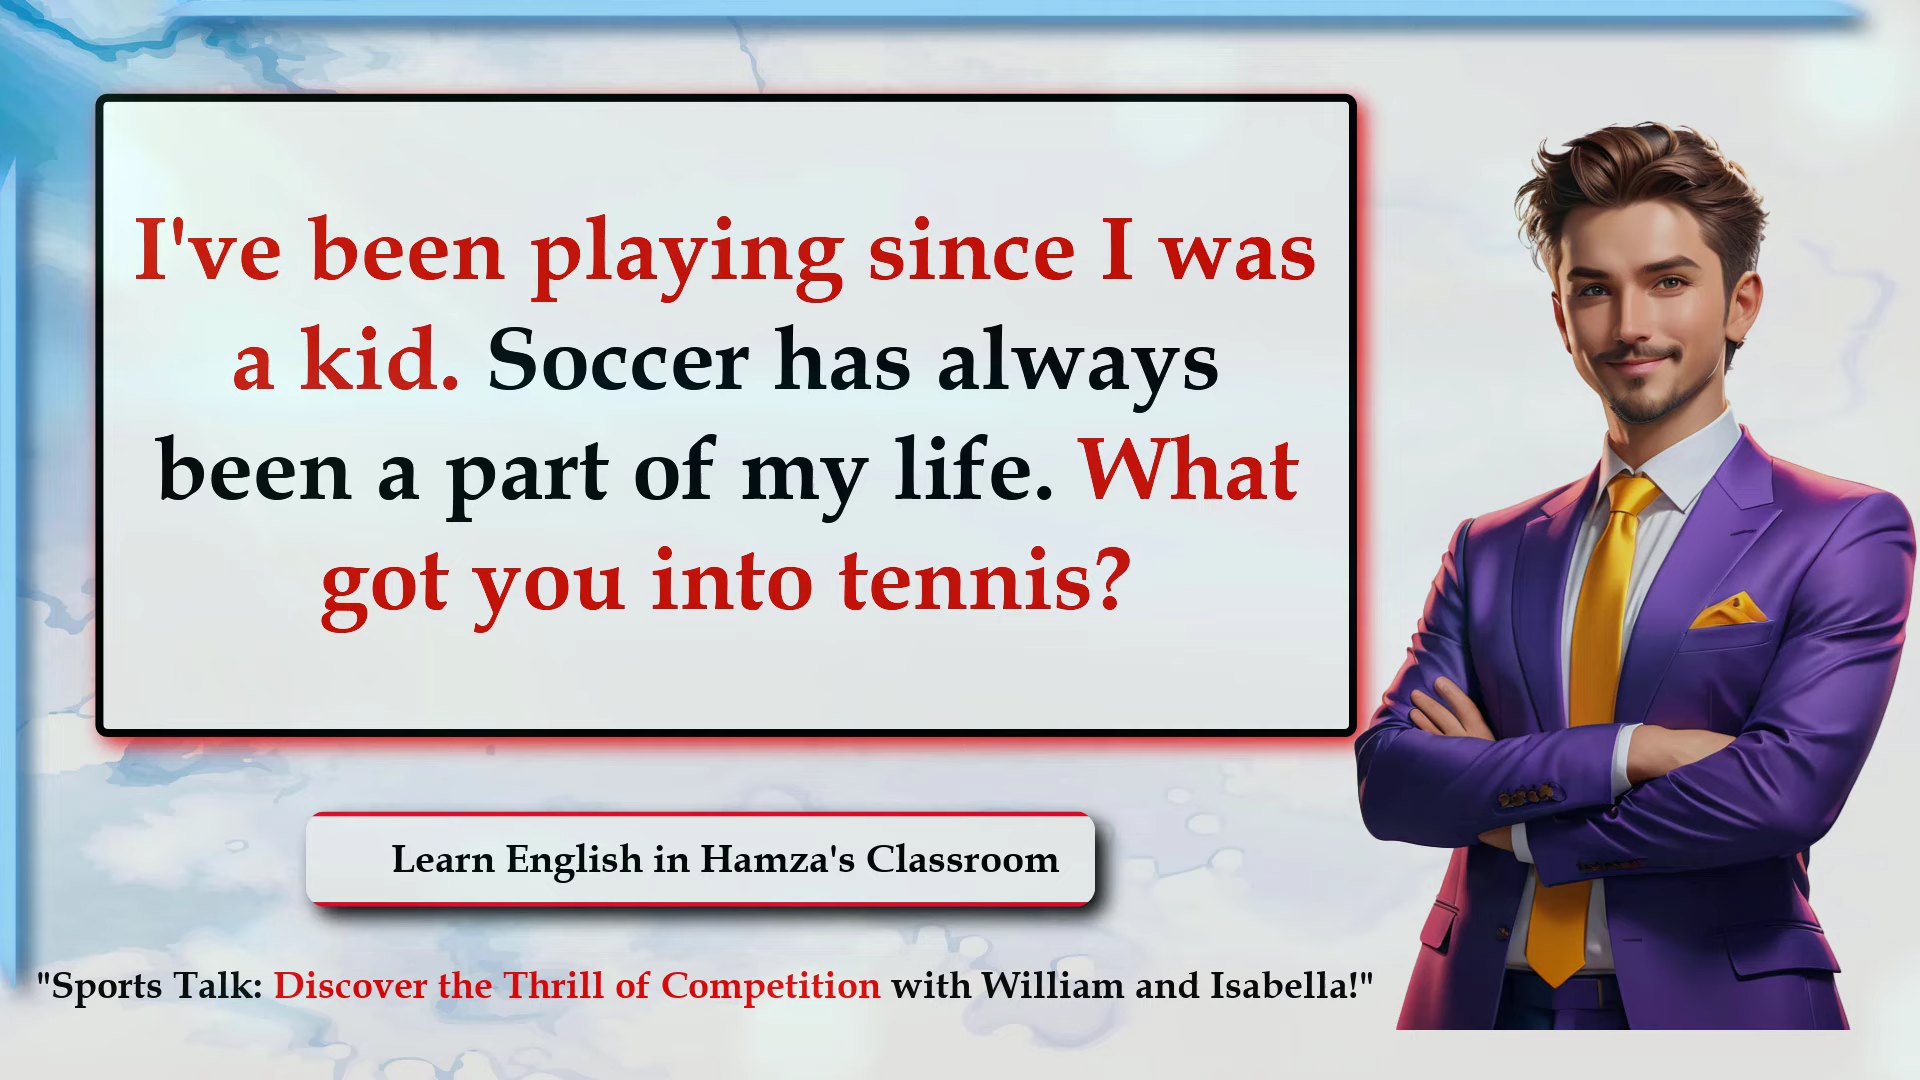 I've been playing since I was
a kid. Soccer has always
been a part of my life. What
got you into tennis?
Learn English in Hamza's Classroom
"Sports Talk: Discover the Thrill of Competition with William and Isabella!"